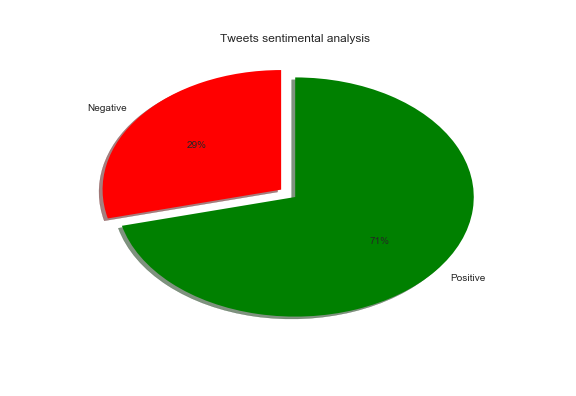 Tweets sentimental analysis
Negative
29%
71%
Positive